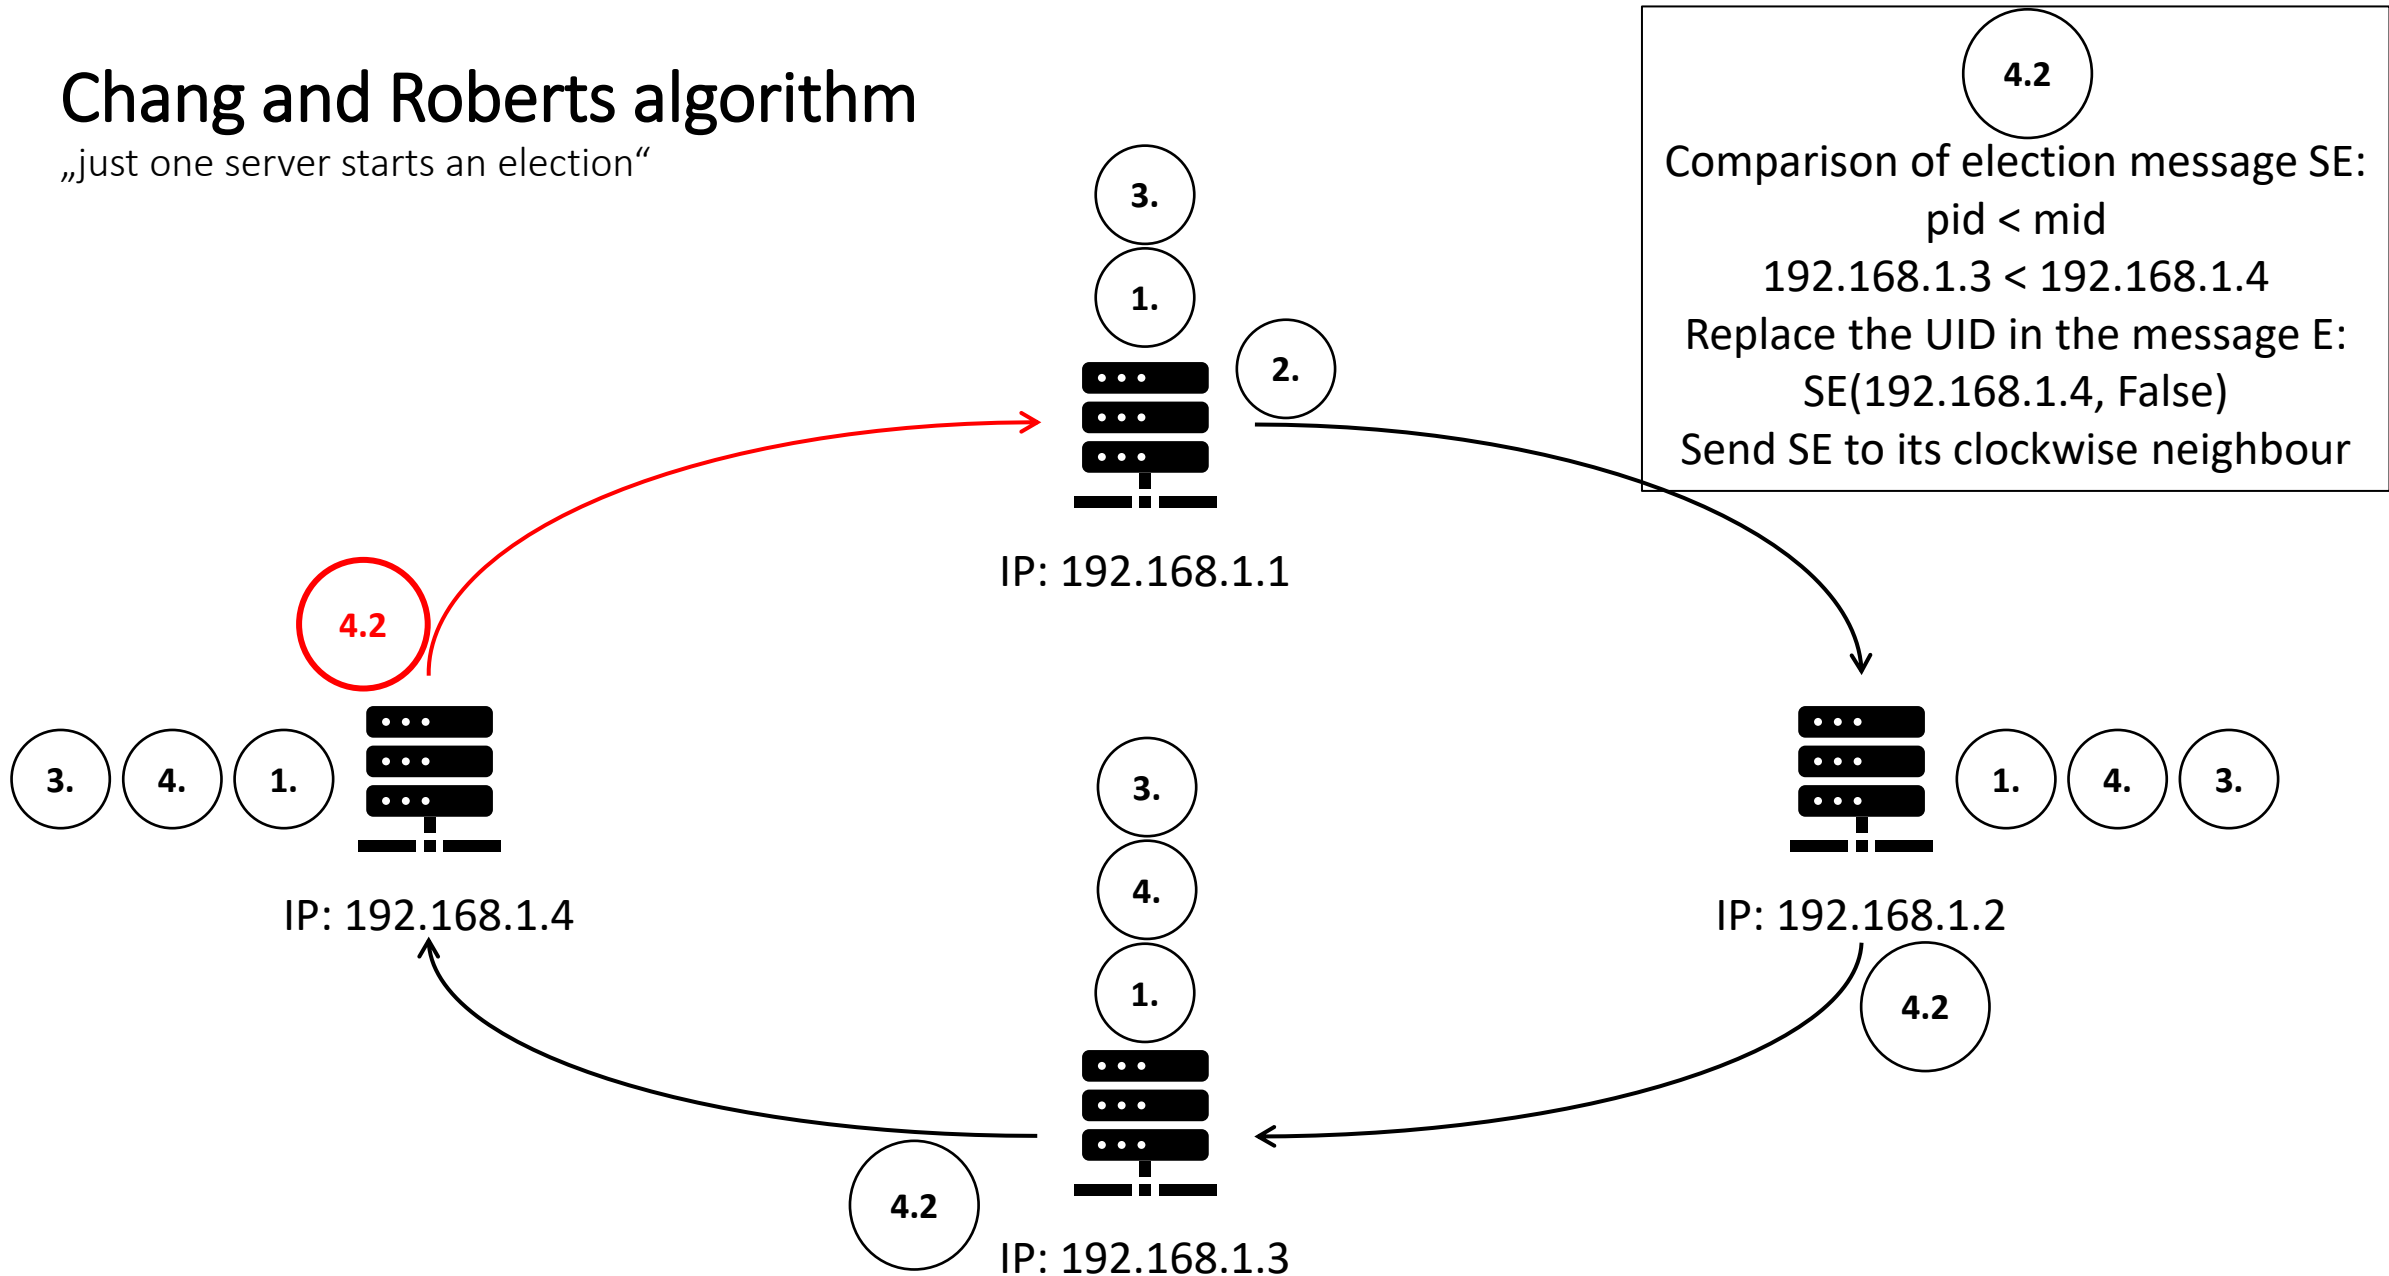 Chang and Roberts algorithm
„just one server starts an election“
4.2
Comparison of election message SE:
pid < mid
192.168.1.3 < 192.168.1.4
Replace the UID in the message E:
SE(192.168.1.4, False)
Send SE to its clockwise neighbour
3.
1.
2.
IP: 192.168.1.1
4.2
3. 4. 1.
IP: 192.168.1.4
1. 4. 3.
IP: 192.168.1.2
4.2
3.
4.
1.
4.2
IP: 192.168.1.3